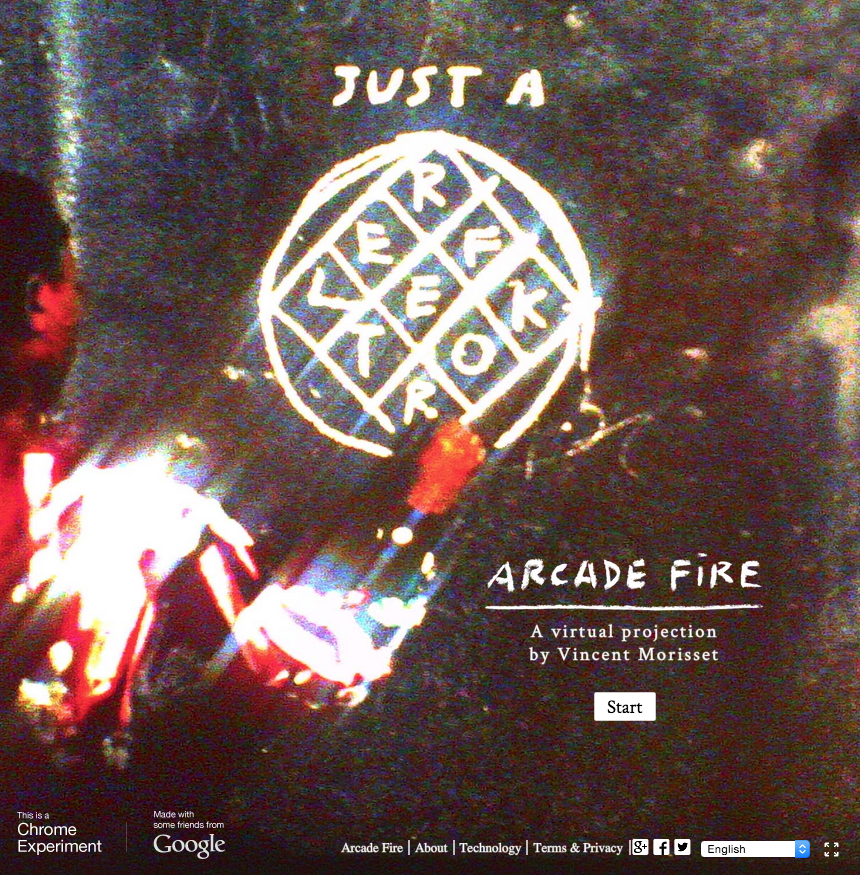 JUST A
R
E F
L E K
T O
R
ARCADE FiRE
A virtual projection
by Vincent Morisset
Start
This is a
Chrome
Experiment
Made with
some friends from
Google
Arcade Fire | About | Technology | Terms & Privacy | g+ f
English